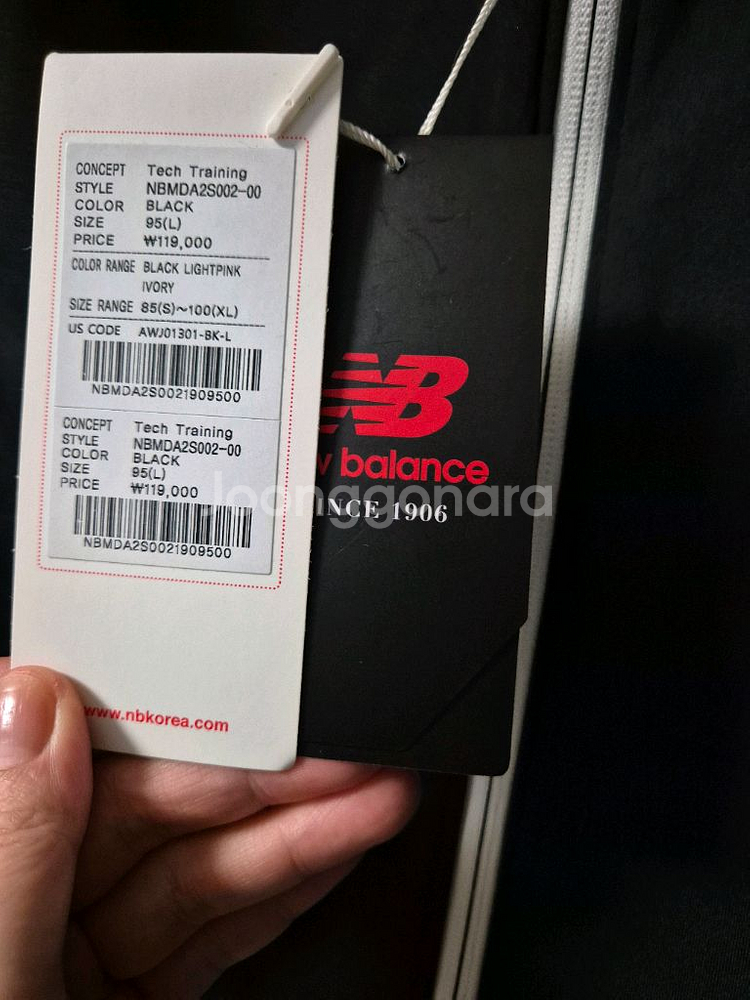 CONCEPT Tech Training
STYLE NBMDA2S002-00
COLOR BLACK
SIZE 95(L)
PRICE ₩119,000
COLOR RANGE BLACK LIGHTPINK
IVORY
SIZE RANGE 85(S)~100(XL)
US CODE AWJ01301-BK-L
NBMDA2S0021909500
CONCEPT Tech Training
STYLE NBMDA2S002-00
COLOR BLACK
SIZE 95(L)
PRICE ₩119,000
NBMDA2S0021909500
www.nbkorea.com
NB
w balance
INCE 1906
Joonggonara